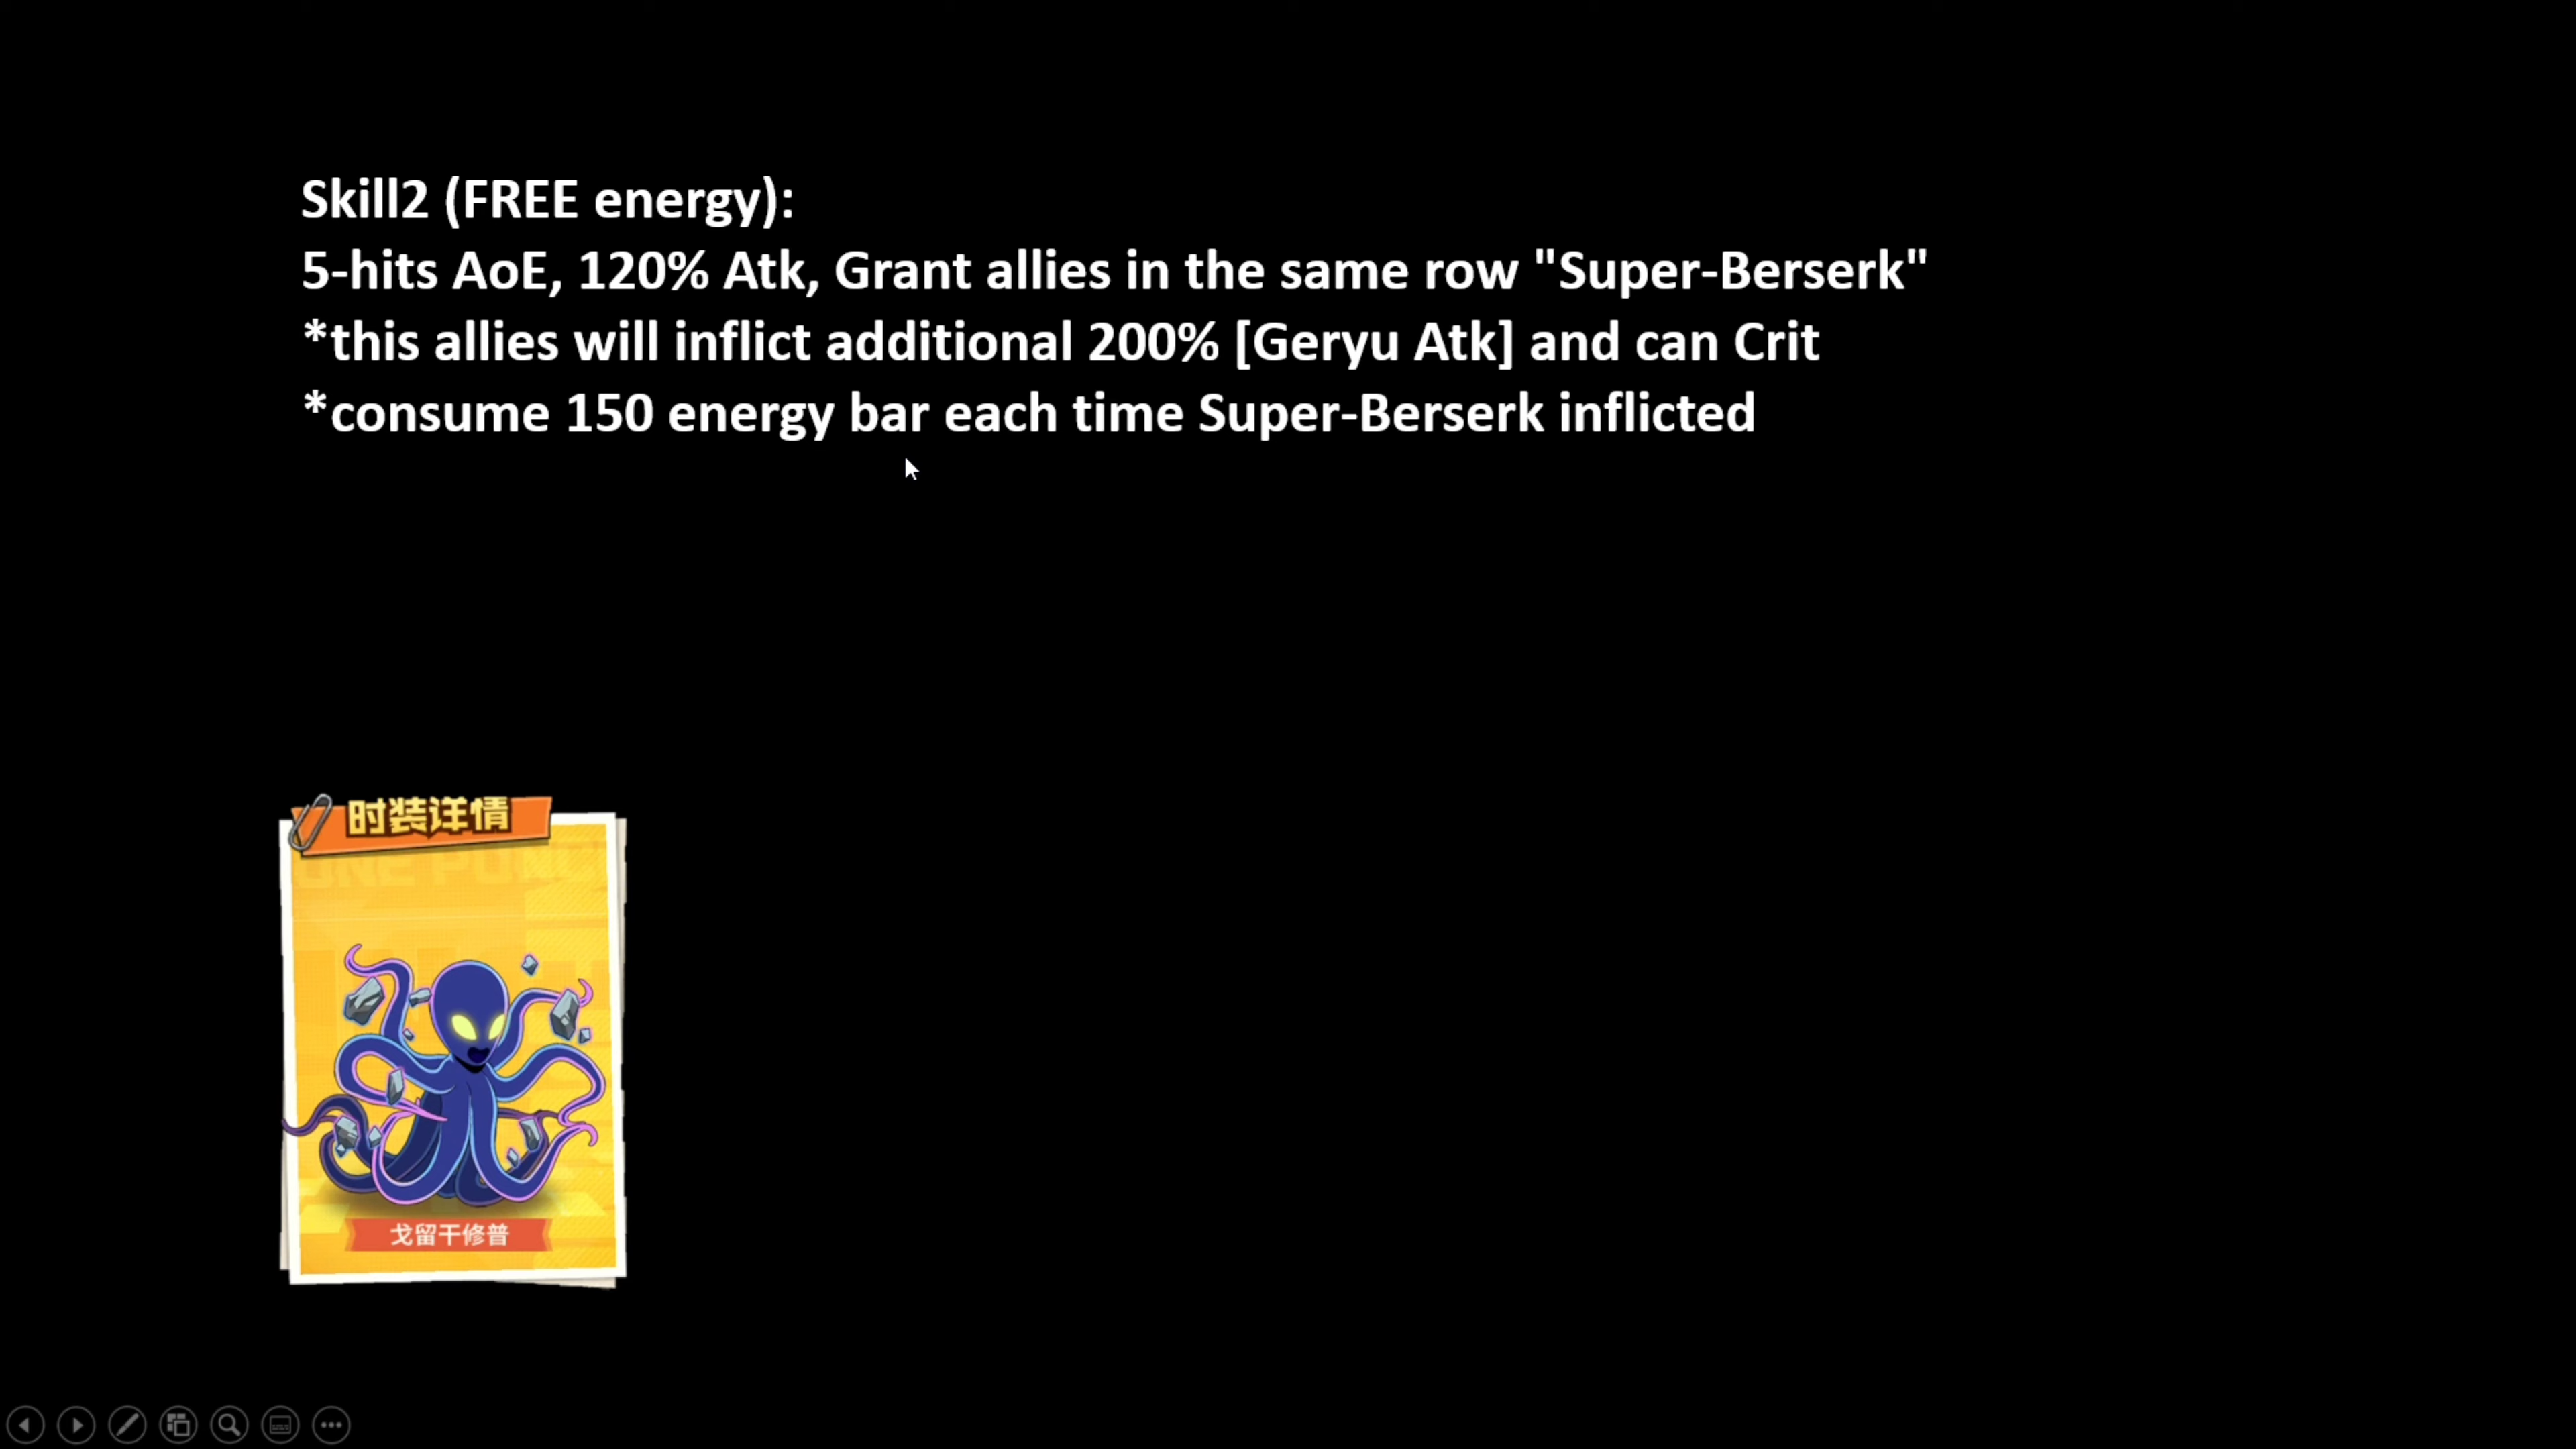 Skill2 (FREE energy):
5-hits AoE, 120% Atk, Grant allies in the same row "Super-Berserk"
*this allies will inflict additional 200% [Geryu Atk] and can Crit
*consume 150 energy bar each time Super-Berserk inflicted
时装详情
戈留干修普